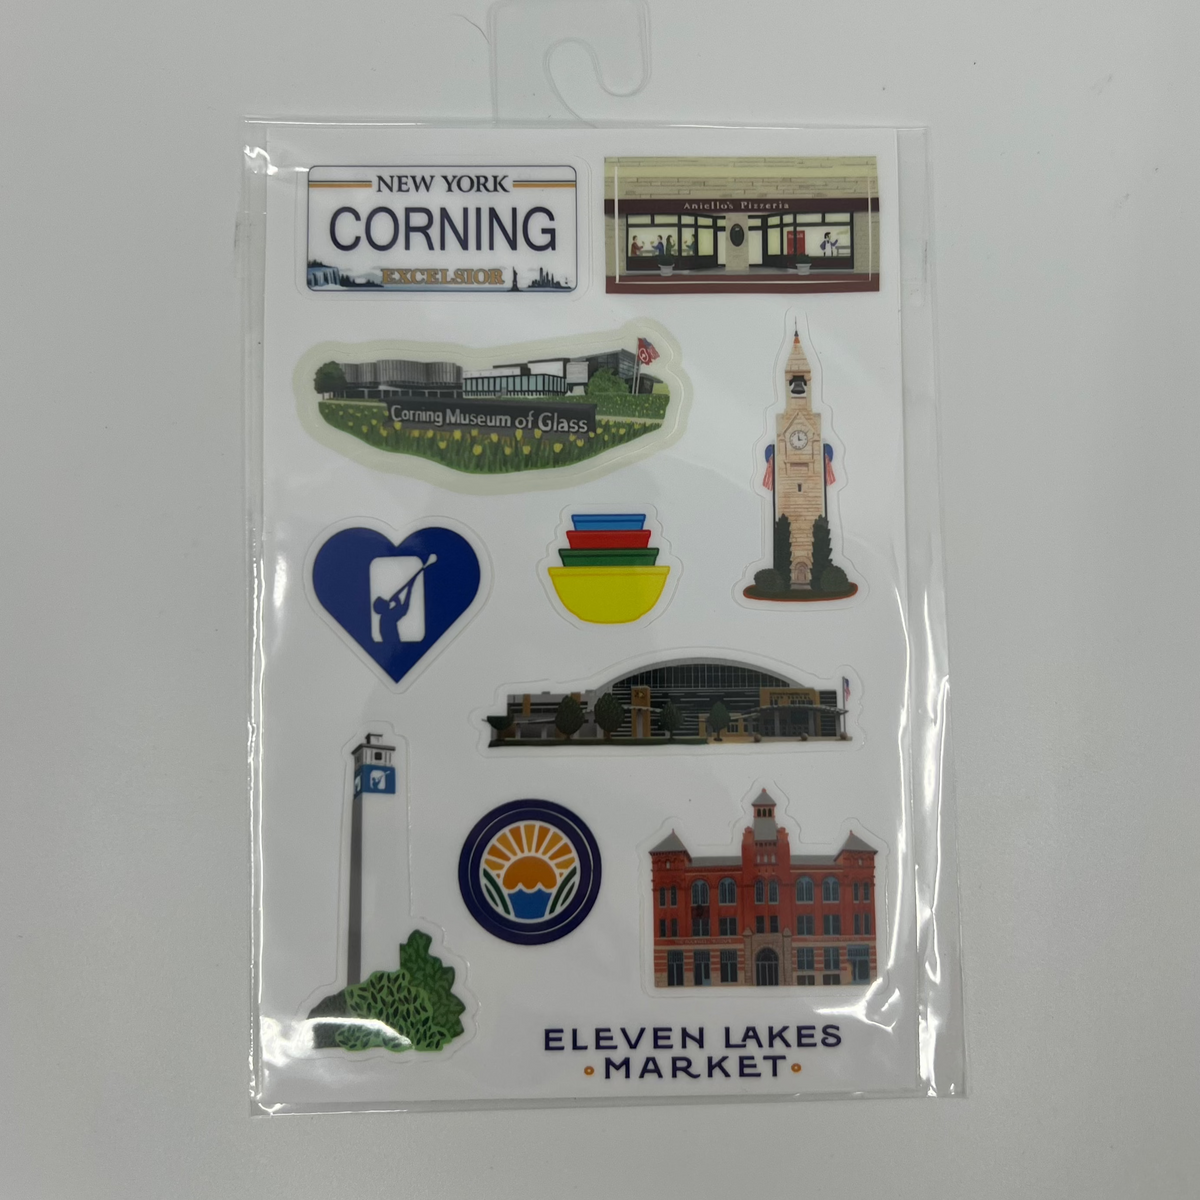 NEW YORK
CORNING
EXCELSIOR
Aniello's Pizzeria
Corning Museum of Glass
ELEVEN LAKES
MARKET